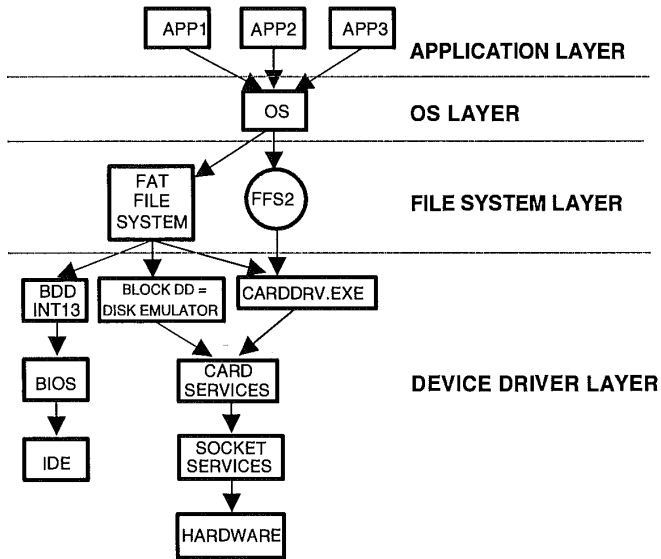 APP1
APP2
APP3
APPLICATION LAYER
OS
OS LAYER
FAT
FILE
SYSTEM
FFS2
FILE SYSTEM LAYER
BDD
INT13
BLOCK DD =
DISK EMULATOR
CARDDRV.EXE
BIOS
CARD
SERVICES
DEVICE DRIVER LAYER
IDE
SOCKET
SERVICES
HARDWARE